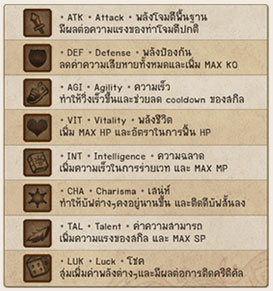 • ATK • Attack • พลังโจมตีพื้นฐาน
มีผลต่อความแรงของท่าโจมตีปกติ
• DEF • Defense • พลังป้องกัน
ลดค่าความเสียหายทั้งหมดและเพิ่ม MAX KO
• AGI • Agility • ความเร็ว
ทำให้วิ่งเร็วขึ้นและช่วยลด cooldown ของสกิล
• VIT • Vitality • พลังชีวิต
เพิ่ม MAX HP และอัตราในการฟื้น HP
• INT • Intelligence • ความฉลาด
เพิ่มความเร็วในการร่ายเวท และ MAX MP
• CHA • Charisma • เสน่ห์
ทำให้บัฟต่างๆคงอยู่นานขึ้น และติดดีบัฟสั้นลง
• TAL • Talent • ค่าความสามารถ
เพิ่มความแรงของสกิล และ MAX SP
• LUK • Luck • โชค
สุ่มเพิ่มค่าพลังต่างๆและมีผลต่อการติดคริติคัล